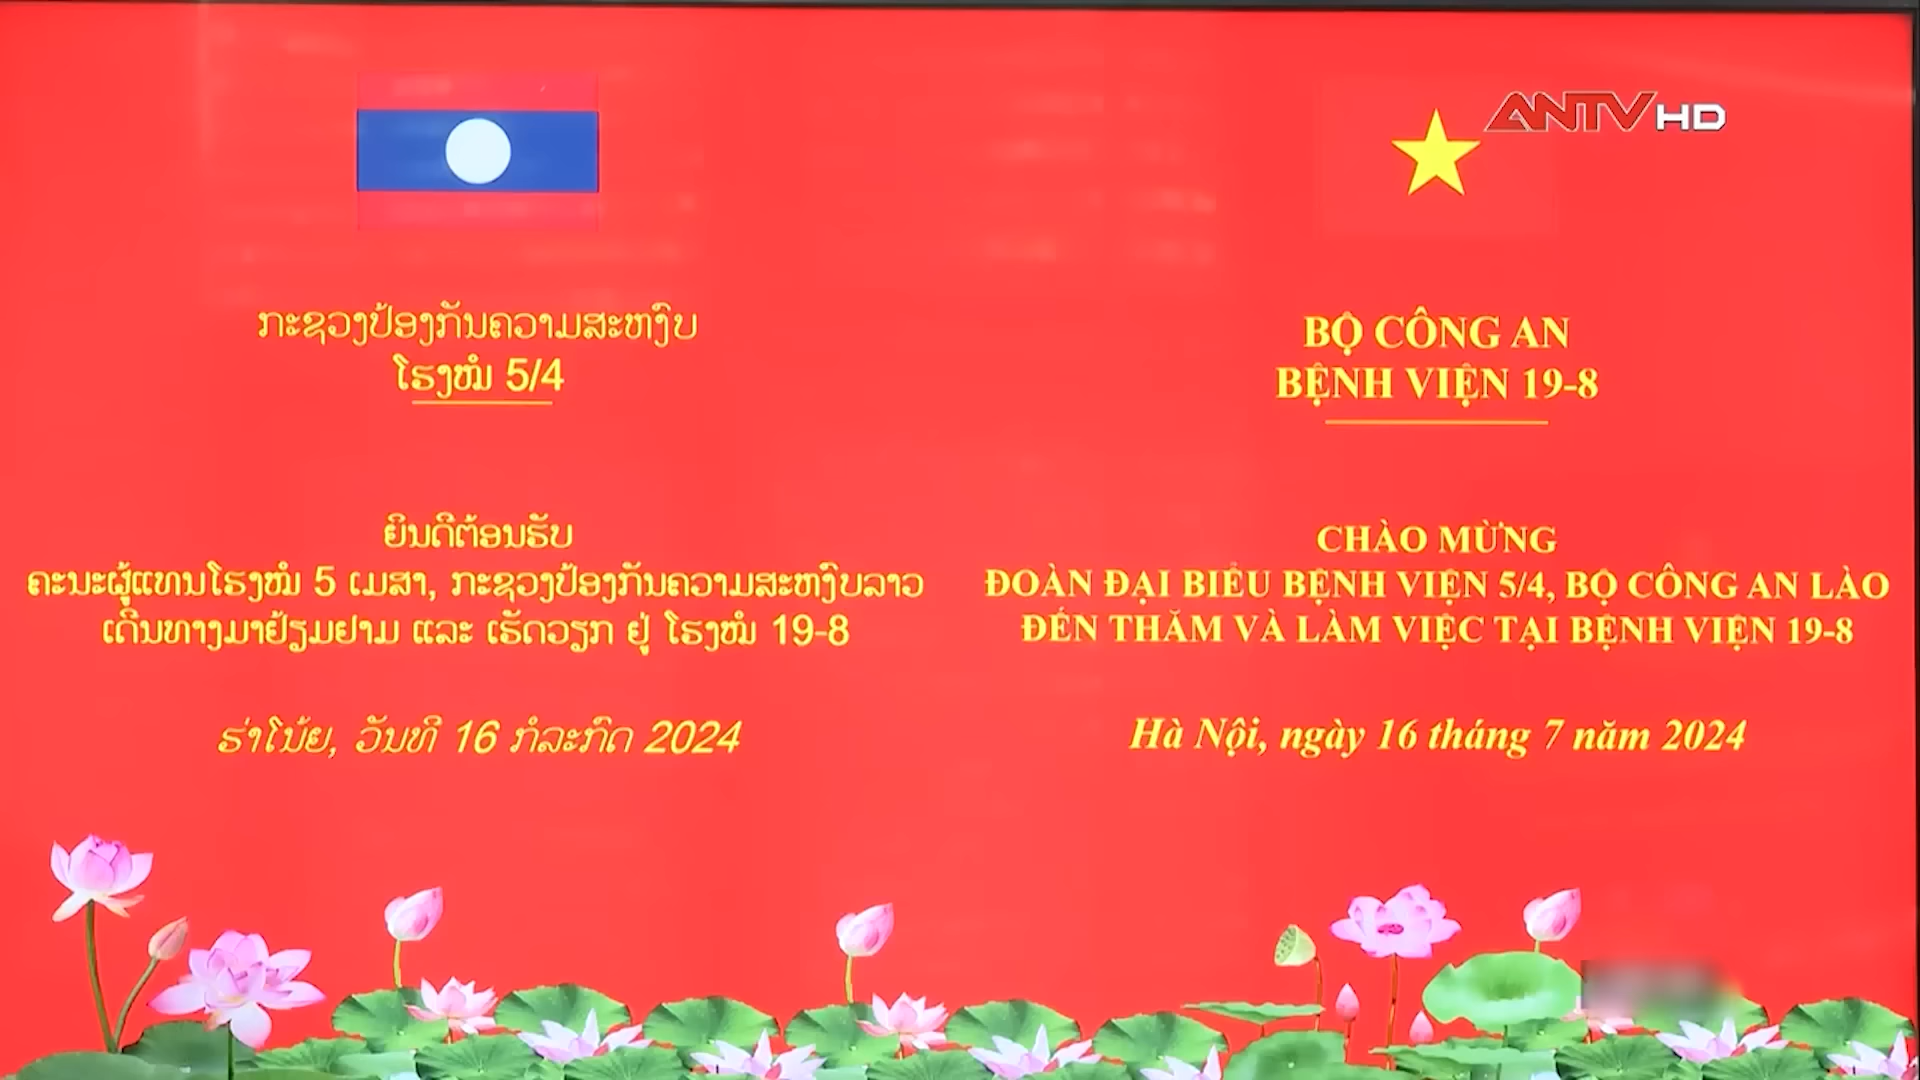 ANTV HD
ກະຊວງປ້ອງກັນຄວາມສະຫງົບ
ໂຮງໝໍ 5/4
ຍິນດີຕ້ອນຮັບ
ຄະນະຜູ້ແທນໂຮງໝໍ 5 ເມສາ, ກະຊວງປ້ອງກັນຄວາມສະຫງົບລາວ
ເດີນທາງມາຢ້ຽມຢາມ ແລະ ເຮັດວຽກ ຢູ່ ໂຮງໝໍ 19-8
ຮ່າໂນ້ຍ, ວັນທີ 16 ກໍລະກົດ 2024
BỘ CÔNG AN
BỆNH VIỆN 19-8
CHÀO MỪNG
ĐOÀN ĐẠI BIỂU BỆNH VIỆN 5/4, BỘ CÔNG AN LÀO
ĐẾN THĂM VÀ LÀM VIỆC TẠI BỆNH VIỆN 19-8
Hà Nội, ngày 16 tháng 7 năm 2024